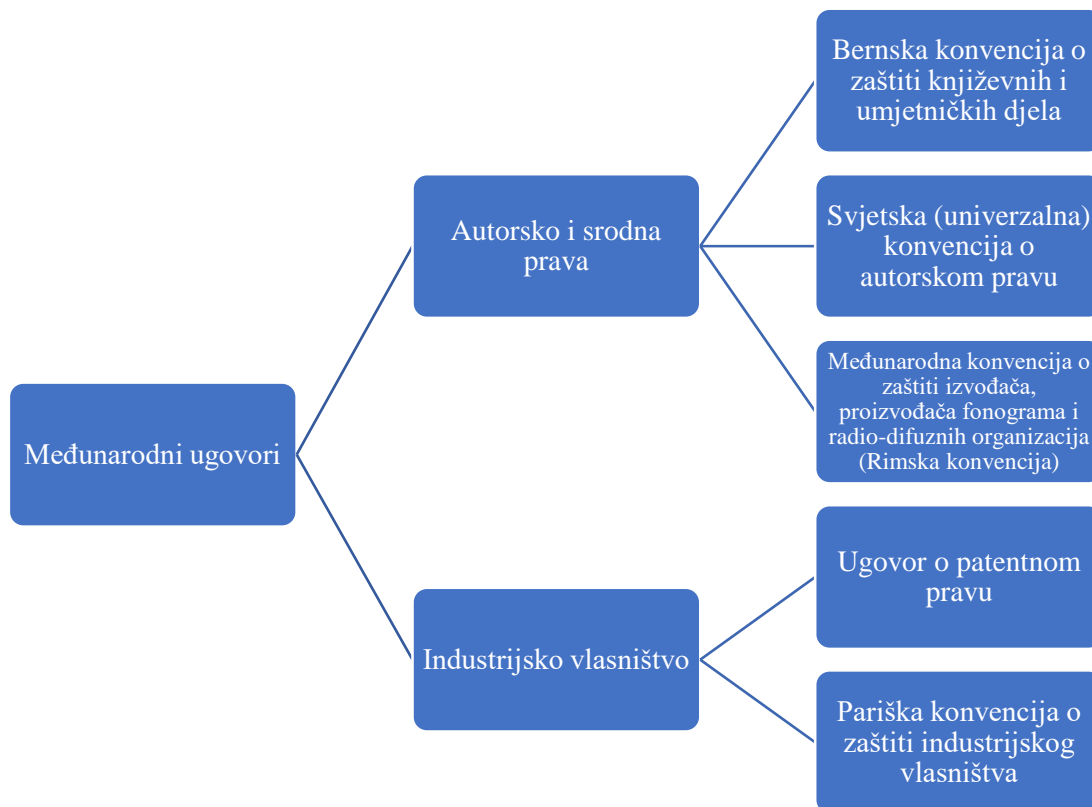 Međunarodni ugovori
Autorsko i srodna
prava
Bernska konvencija o
zaštiti književnih i
umjetničkih djela
Svjetska (univerzalna)
konvencija o
autorskom pravu
Međunarodna konvencija o
zaštiti izvođača,
proizvođača fonograma i
radio-difuznih organizacija
(Rimska konvencija)
Industrijsko vlasništvo
Ugovor o patentnom
pravu
Pariška konvencija o
zaštiti industrijskog
vlasništva